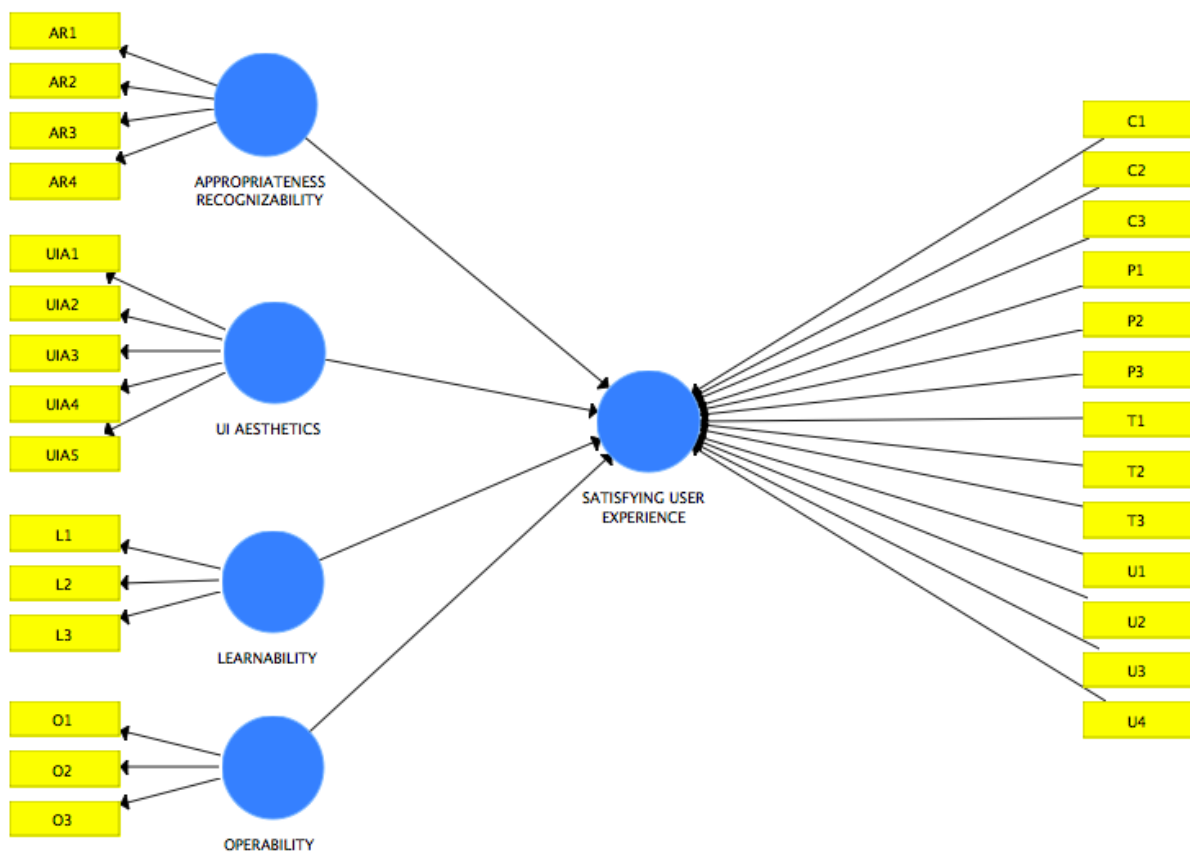 AR1
AR2
AR3
AR4
APPROPRIATENESS
RECOGNIZABILITY
UIA1
UIA2
UIA3
UIA4
UIA5
UI AESTHETICS
L1
L2
L3
LEARNABILITY
O1
O2
O3
OPERABILITY
SATISFYING USER
EXPERIENCE
C1
C2
C3
P1
P2
P3
T1
T2
T3
U1
U2
U3
U4